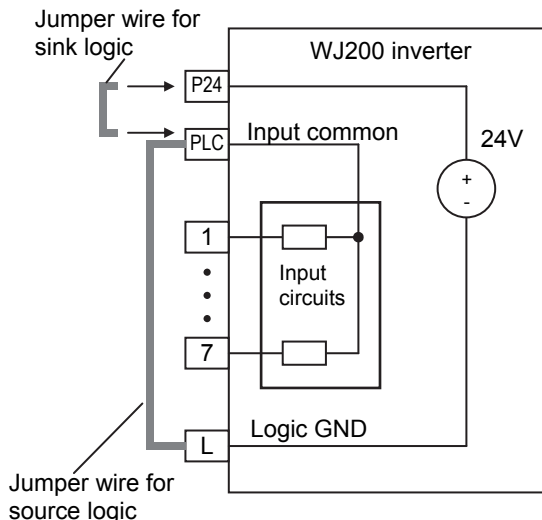 Jumper wire for
sink logic
WJ200 inverter
P24
PLC
Input common
24V
+
-
1
Input
circuits
7
L
Logic GND
Jumper wire for
source logic